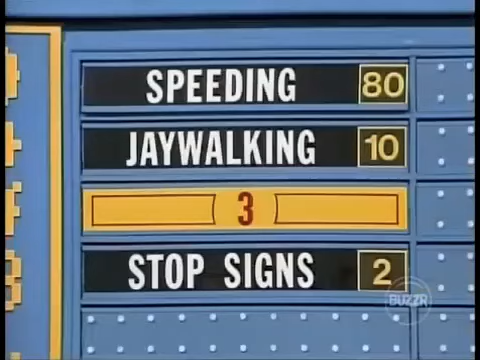 SPEEDING 80
JAYWALKING 10
3
STOP SIGNS 2
BUZZR